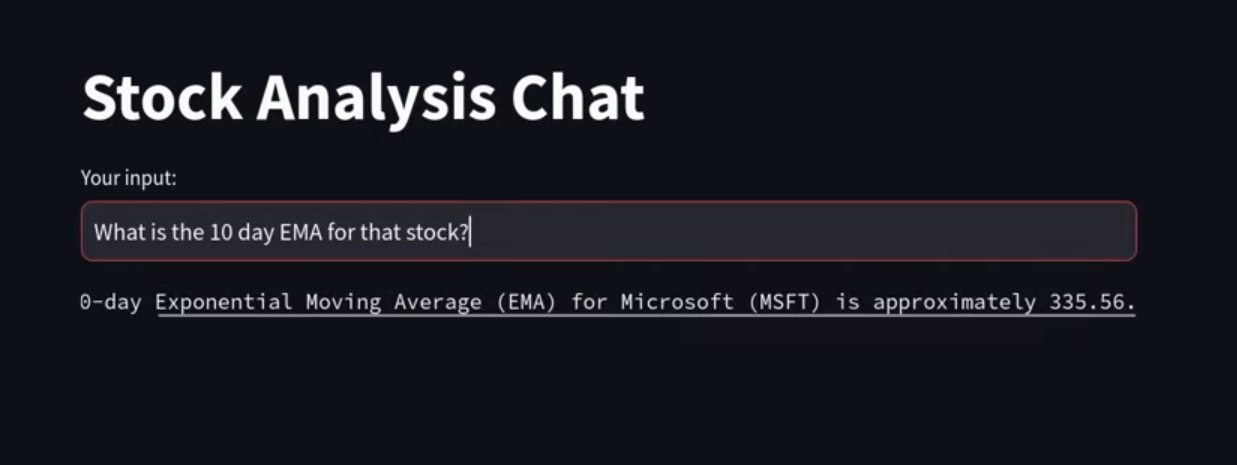 Stock Analysis Chat
Your input:
What is the 10 day EMA for that stock?
0-day Exponential Moving Average (EMA) for Microsoft (MSFT) is approximately 335.56.